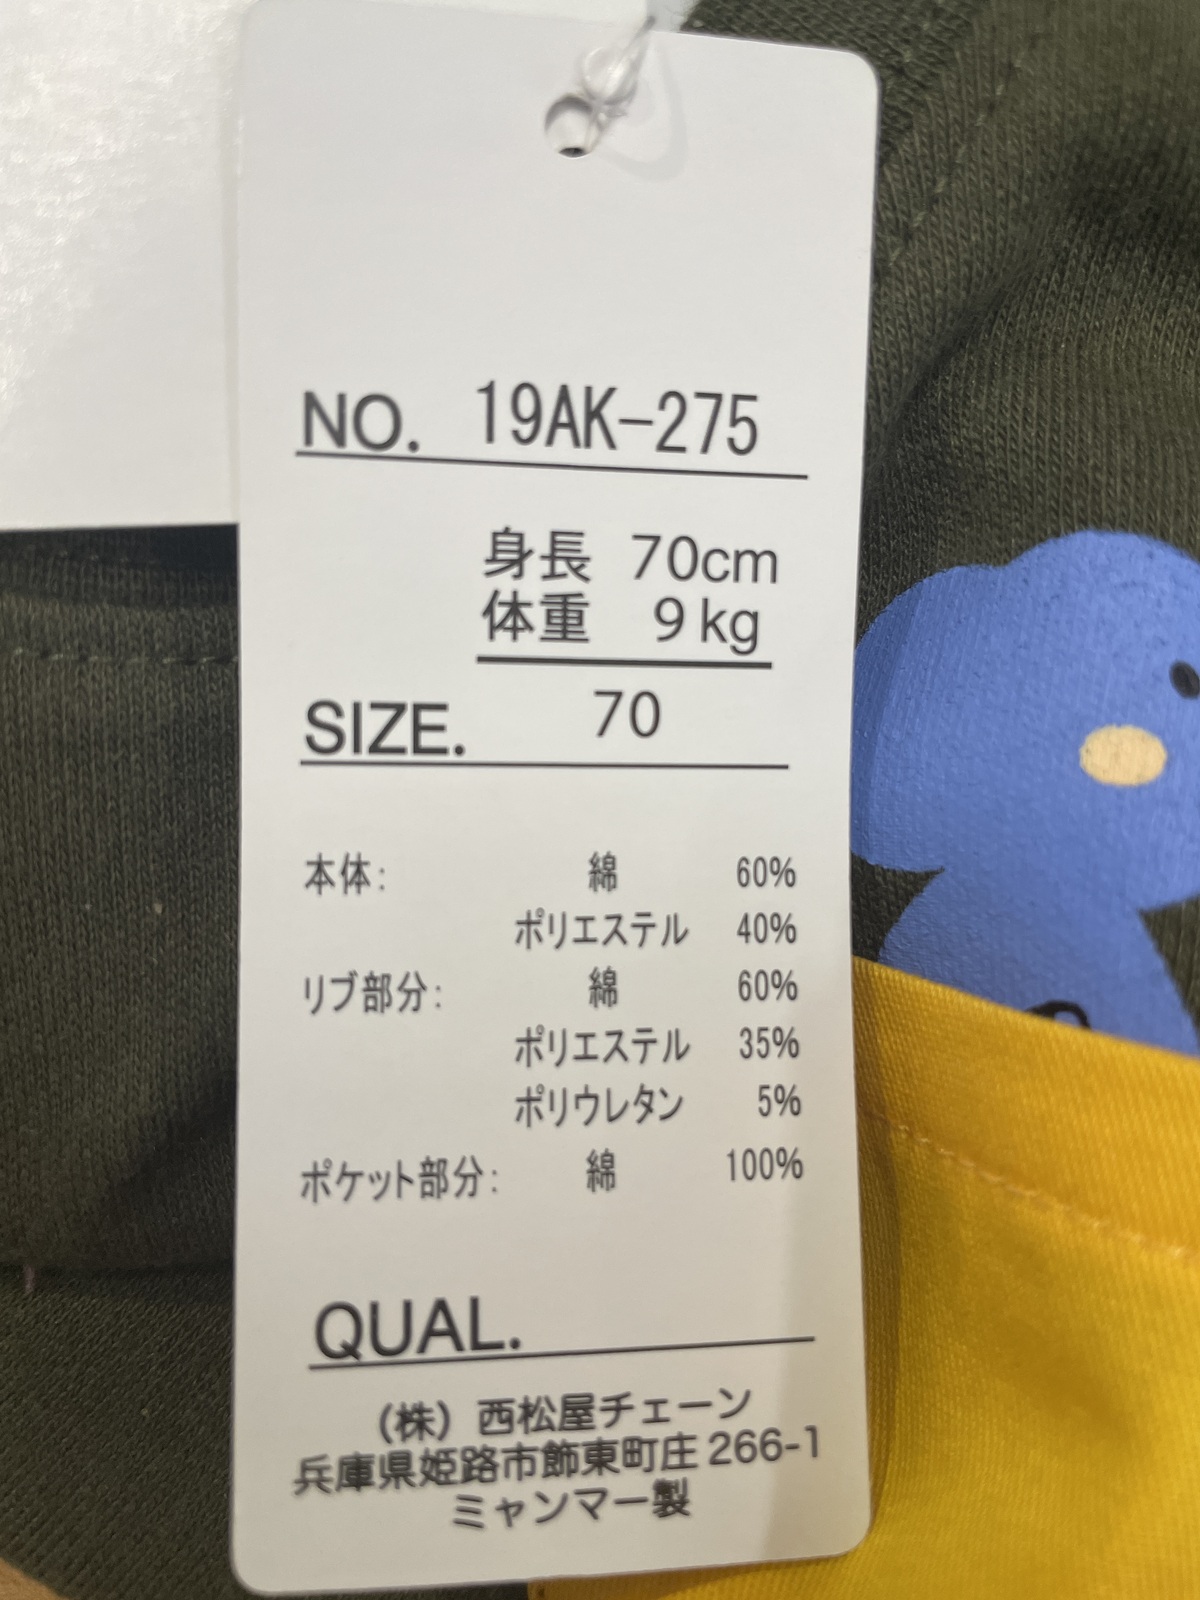 NO. 19AK-275
身長 70cm
体重 9kg
SIZE. 70
本体: 綿 60%
ポリエステル 40%
リブ部分: 綿 60%
ポリエステル 35%
ポリウレタン 5%
ポケット部分: 綿 100%
QUAL.
(株) 西松屋チェーン
兵庫県姫路市飾東町庄266-1
ミャンマー製